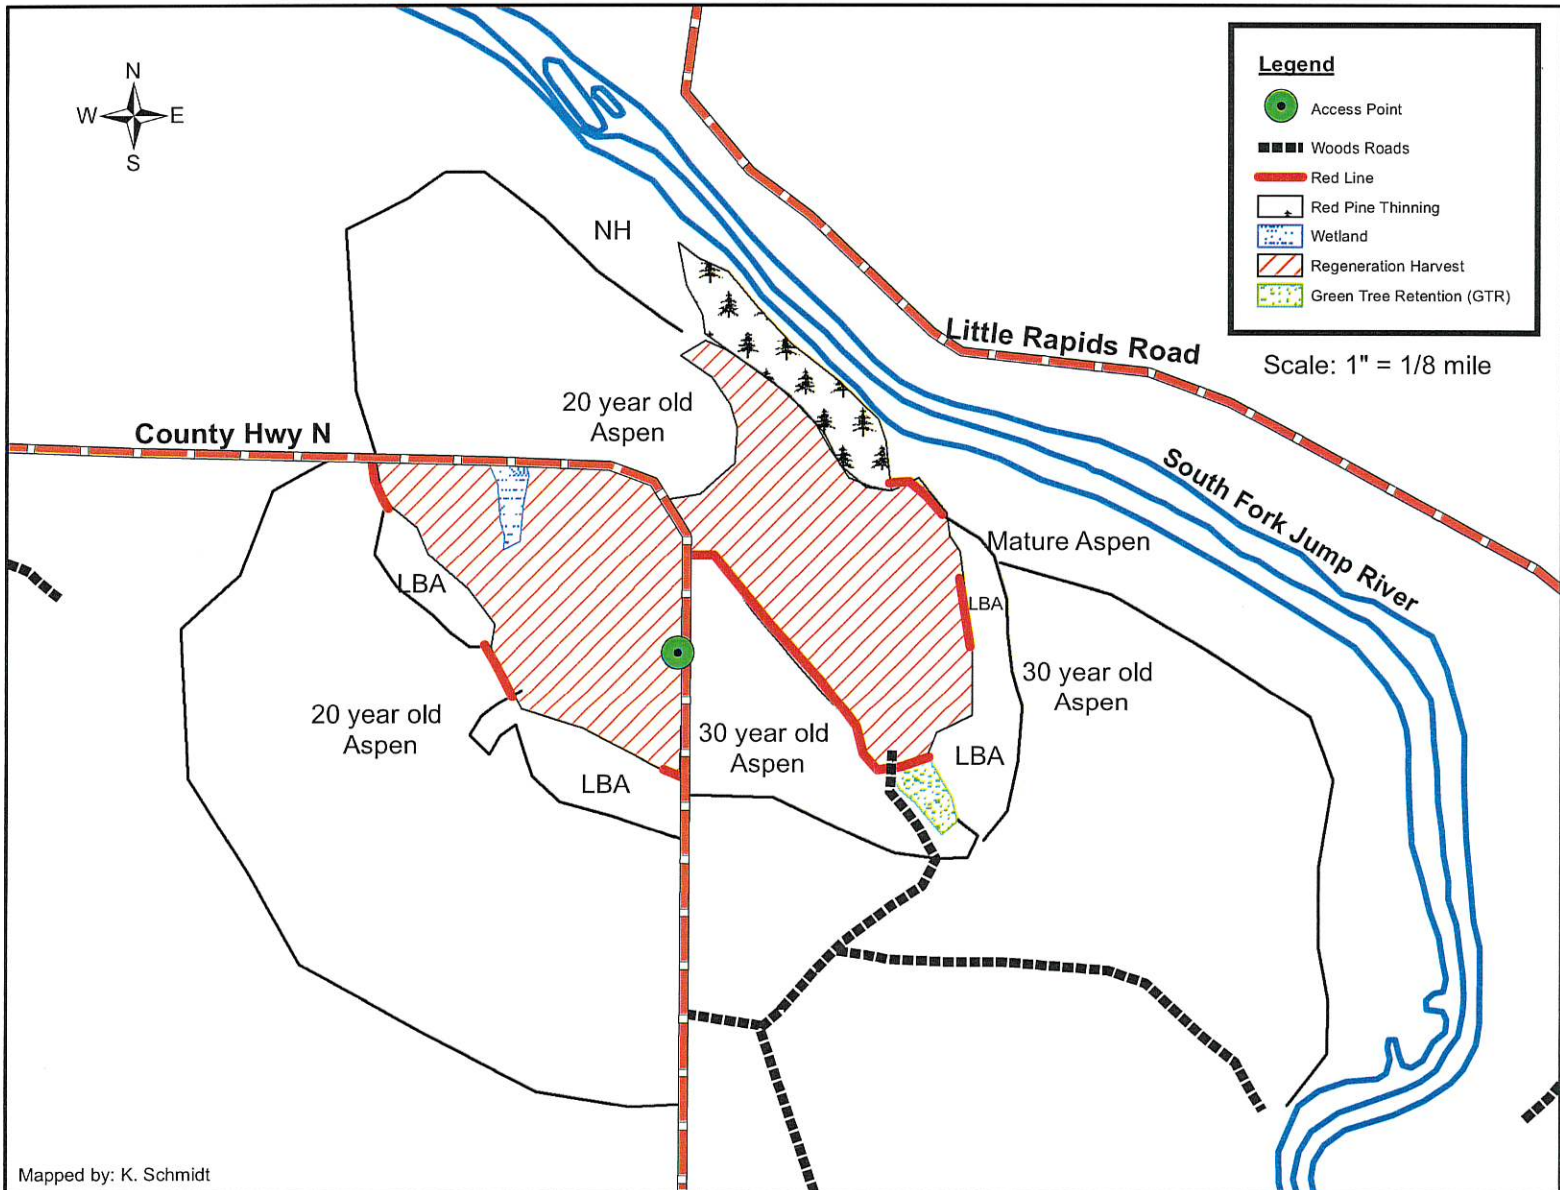 N
W
E
S
Legend
Access Point
Woods Roads
Red Line
Red Pine Thinning
Wetland
Regeneration Harvest
Green Tree Retention (GTR)
Scale: 1" = 1/8 mile
NH
Little Rapids Road
20 year old
Aspen
County Hwy N
South Fork Jump River
Mature Aspen
LBA
LBA
30 year old
Aspen
20 year old
Aspen
30 year old
Aspen
LBA
LBA
Mapped by: K. Schmidt